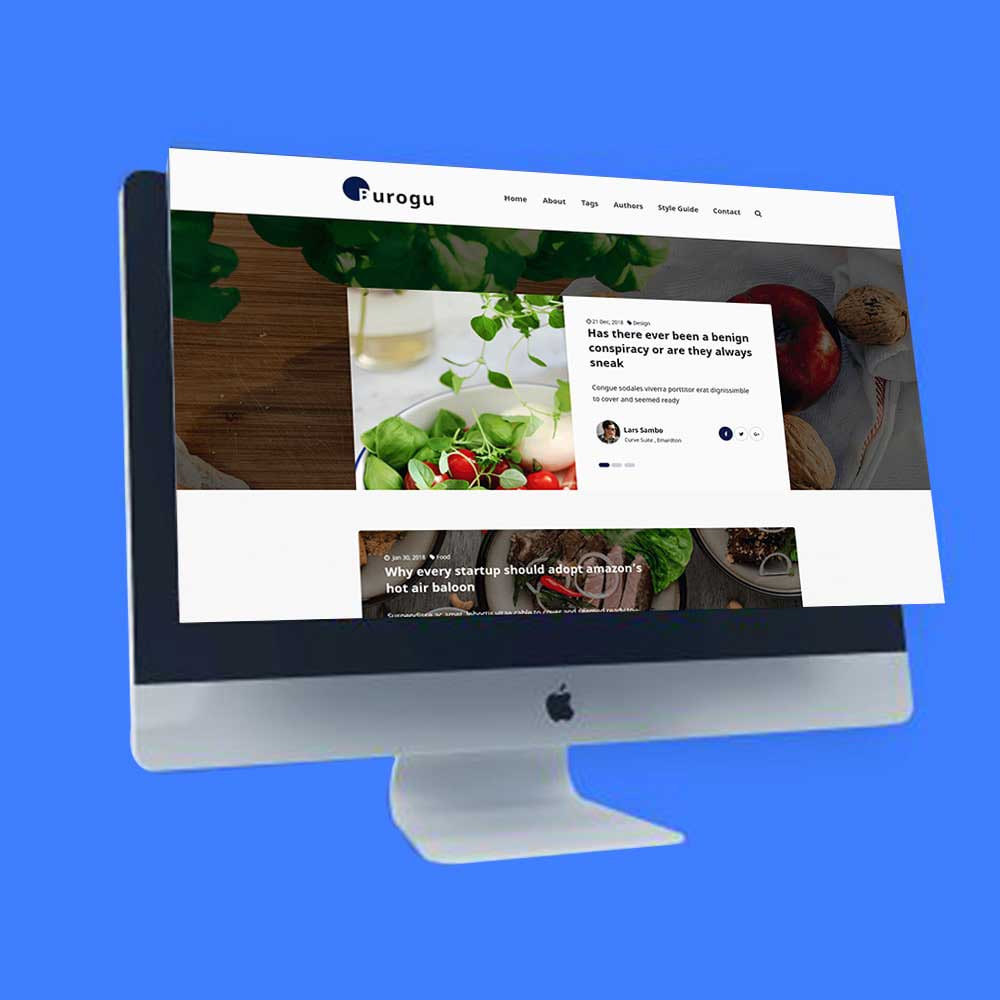 Burogu
Home About Tags Authors Style Guide Contact
21 Dec, 2018 Design
Has there ever been a benign
conspiracy or are they always
sneak
Congue sodales viverra porttitor erat dignissimble
to cover and seemed ready
Lars Sambo
Curve Suite , Emardton
Jan 30, 2018 Food
Why every startup should adopt amazon's
hot air baloon